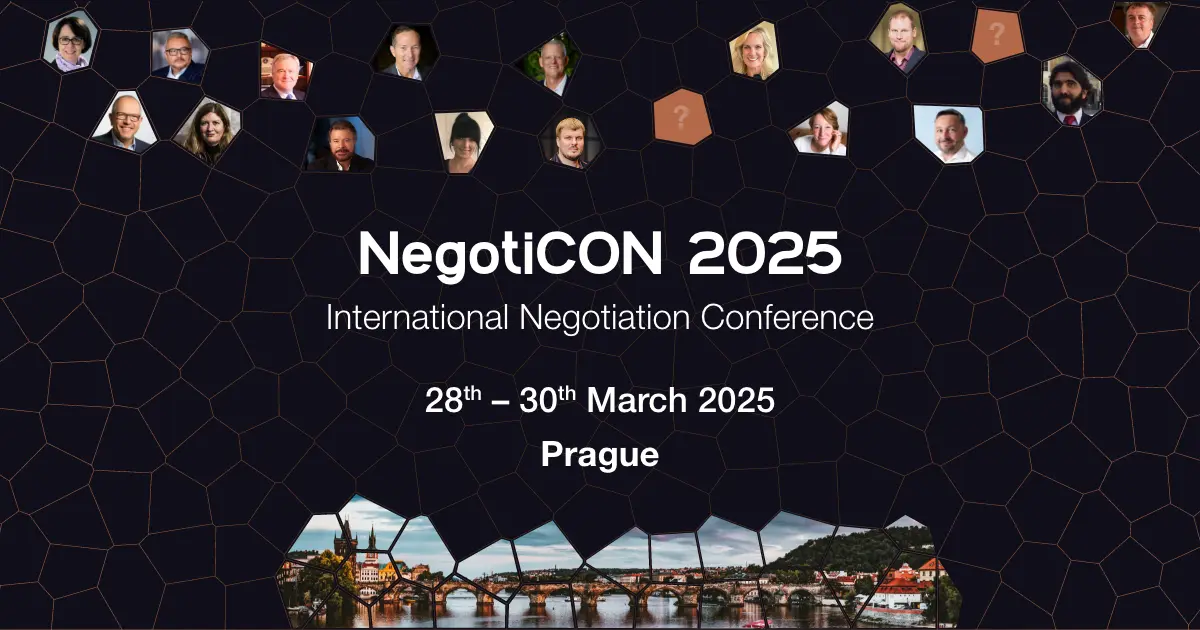 ?
?
NegotiCON 2025
International Negotiation Conference
28th – 30th March 2025
Prague